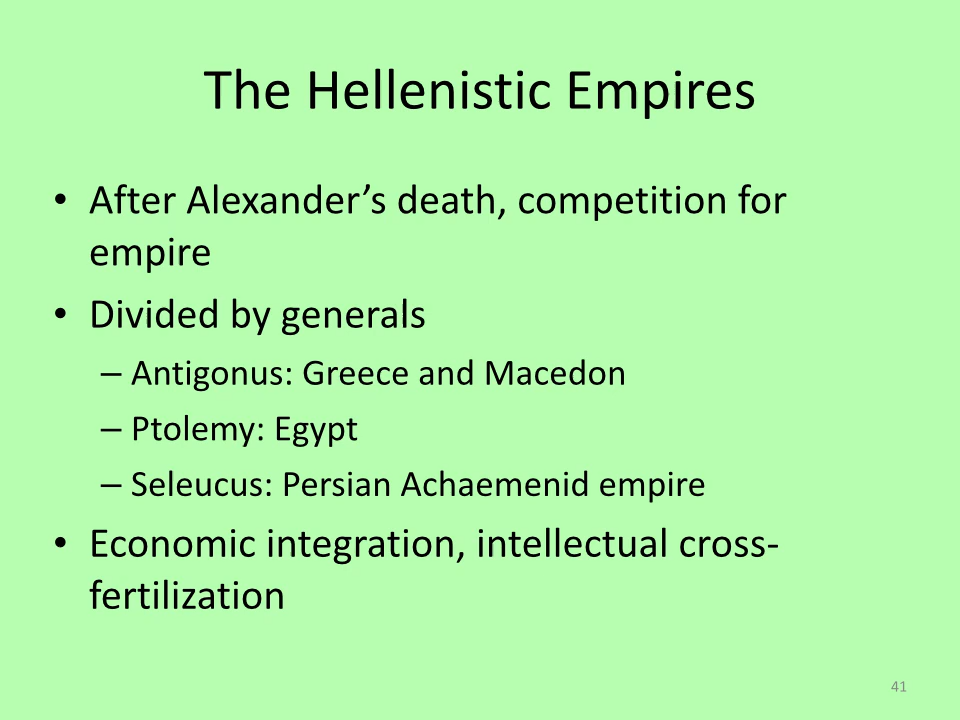 The Hellenistic Empires
• After Alexander’s death, competition for
empire
• Divided by generals
– Antigonus: Greece and Macedon
– Ptolemy: Egypt
– Seleucus: Persian Achaemenid empire
• Economic integration, intellectual cross-
fertilization
41